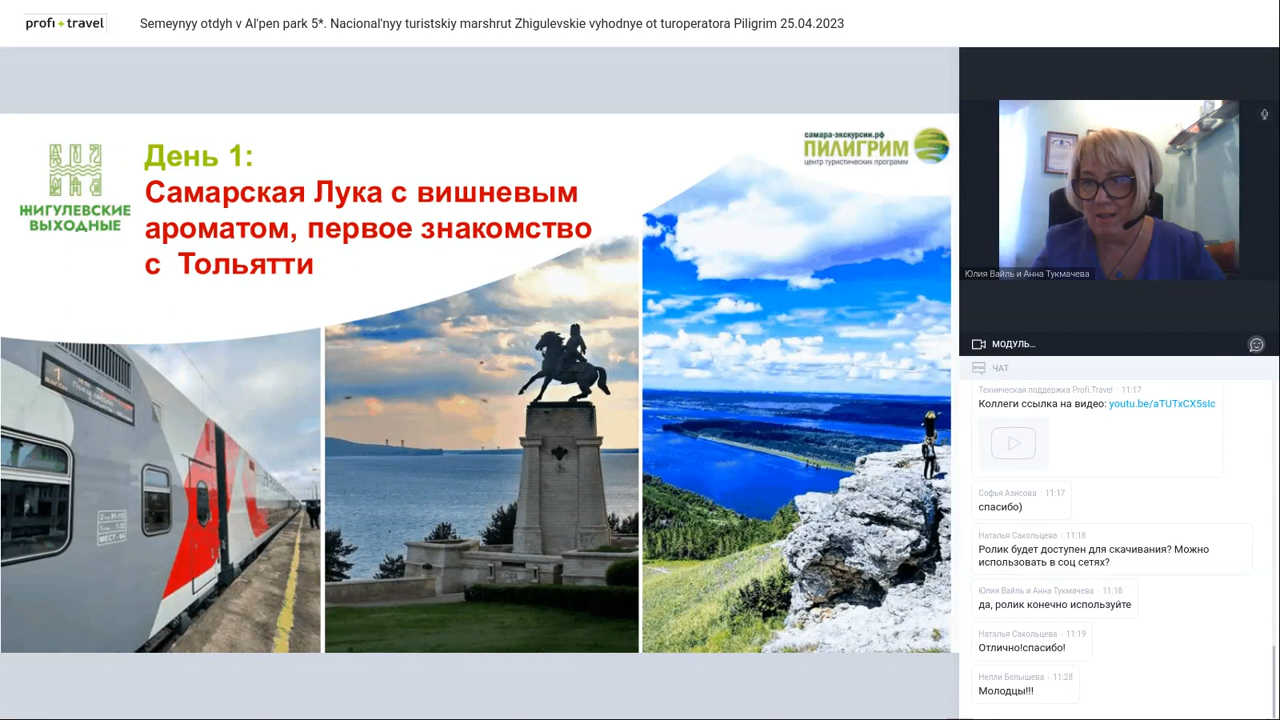 profi travel
Semeynyy otdyh v Al'pen park 5*. Nacional'nyy turistskiy marshrut Zhigulevskie vyhodnye ot turoperatora Piligrim 25.04.2023
самара-экскурсии.рф
ПИЛИГРИМ
центр туристических программ
ЖИГУЛЕВСКИЕ
ВЫХОДНЫЕ
День 1:
Самарская Лука с вишневым
ароматом, первое знакомство
с Тольятти
1
Юлия Вайль и Анна Тукмачева
МОДУЛЬ...
ЧАТ
Техническая поддержка Profi.Travel 11:17
Коллеги ссылка на видео: youtu.be/aTUTxCX5sIc
Софья Азисова 11:17
спасибо)
Наталья Сакольцева 11:18
Ролик будет доступен для скачивания? Можно
использовать в соц сетях?
Юлия Вайль и Анна Тукмачева 11:18
да, ролик конечно используйте
Наталья Сакольцева 11:19
Отлично!спасибо!
Нелли Белышева 11:28
Молодцы!!!